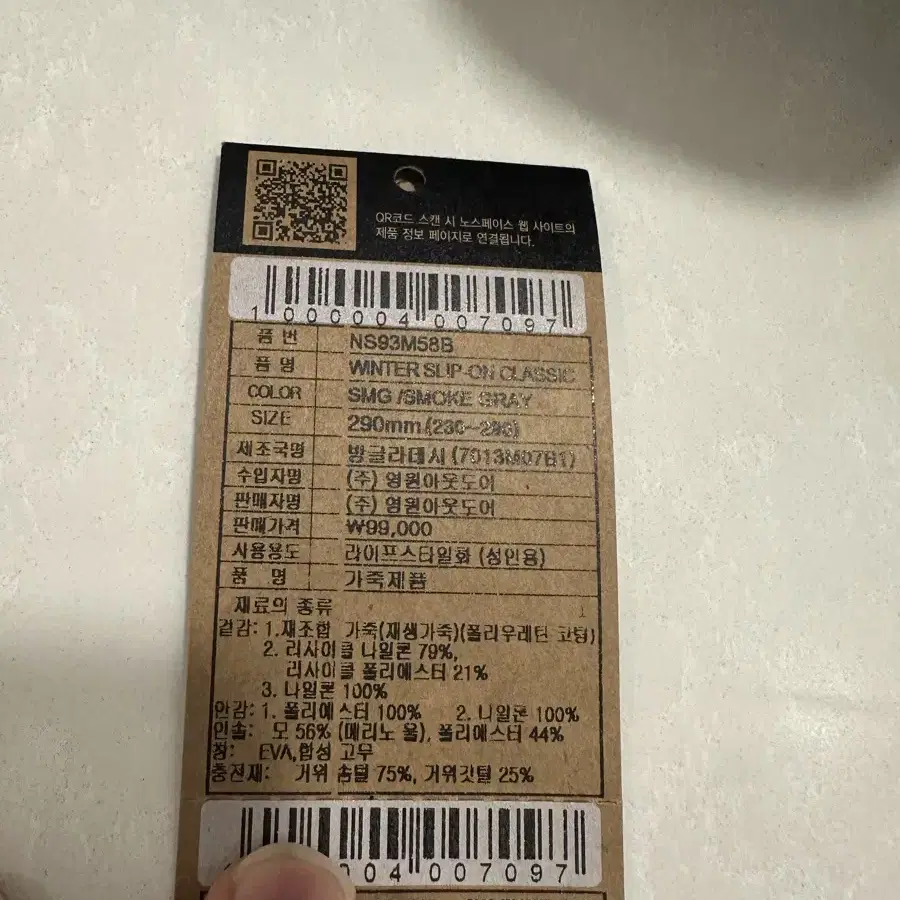 QR코드 스캔 시 노스페이스 웹 사이트의
제품 정보 페이지로 연결됩니다.
1000004007097
품 번 NS93M58B
품 명 WINTER SLIP-ON CLASSIC
COLOR SMG /SMOKE GRAY
SIZE 290mm (230~290)
제조국명 방글라데시 (7013M07B1)
수입자명 (주) 영원아웃도어
판매자명 (주) 영원아웃도어
판매가격 ₩99,000
사용용도 라이프스타일화 (성인용)
품 명 가죽제품
재료의 종류 1
겉감: 1.재조합 가죽(재생가죽)(폴리우레탄 코팅)
2. 리사이클 나일론 79%,
리사이클 폴리에스터 21%
3. 나일론 100%
안감: 1. 폴리에스터 100% 2. 나일론 100%
인솔: 모 56% (메리노 울), 폴리에스터 44%
창: EVA,합성 고무
충전재: 거위 솜털 75%, 거위깃털 25%
004007097